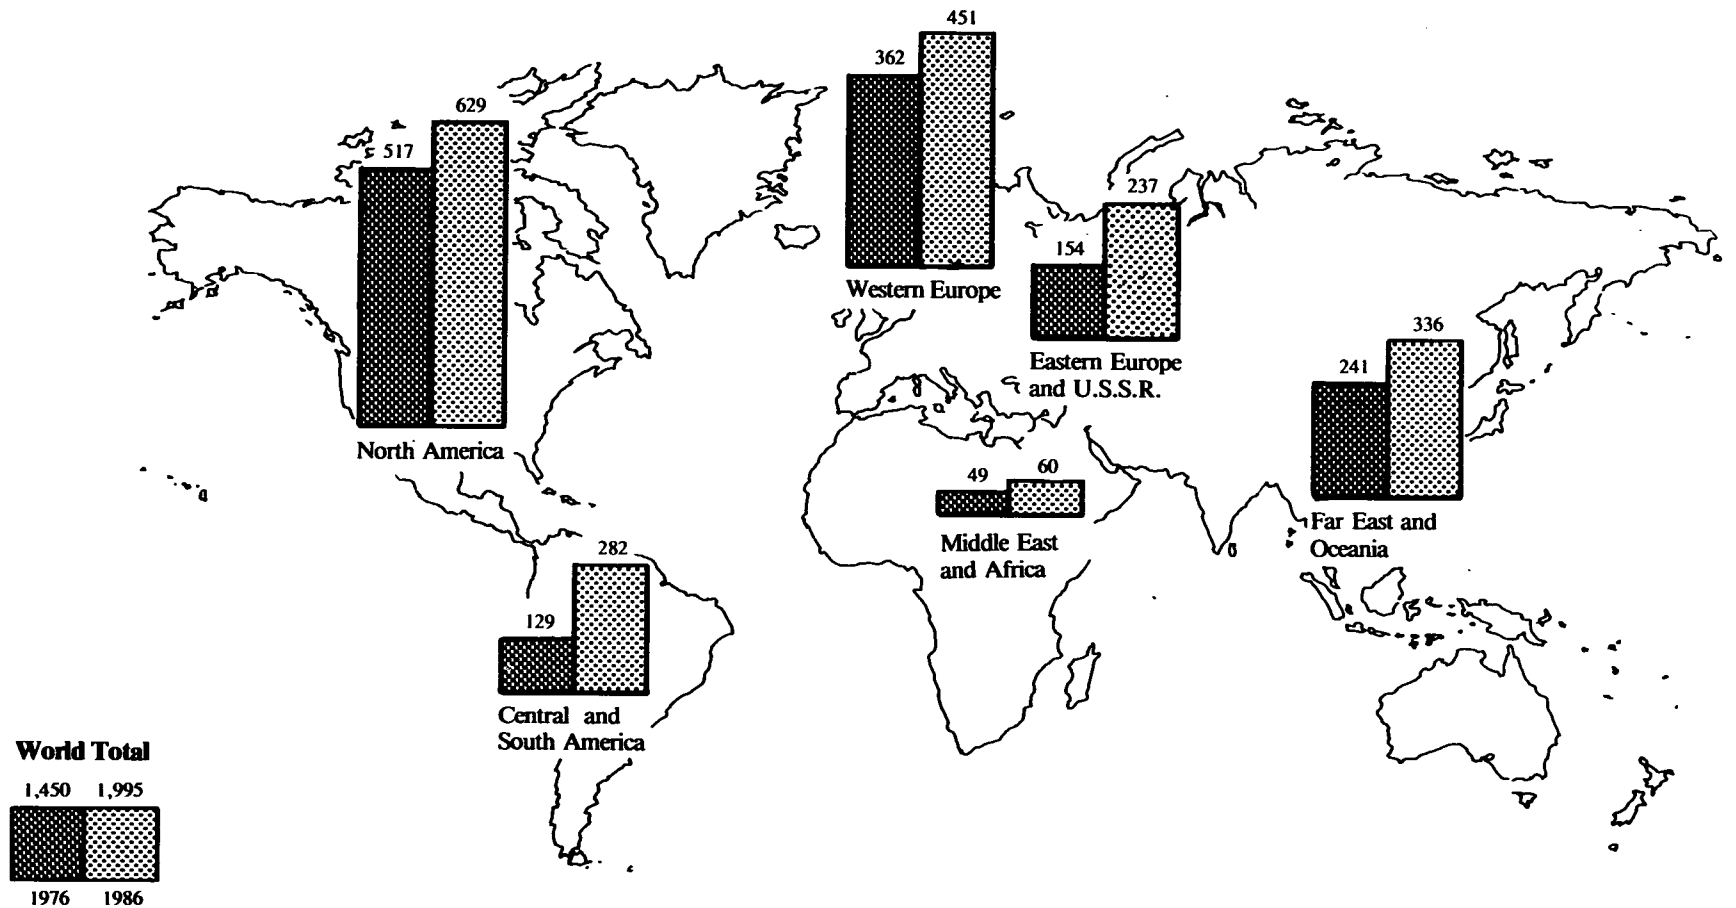 451
362
Western Europe
629
517
North America
237
154
Eastern Europe
and U.S.S.R.
336
241
Far East and
Oceania
49 60
Middle East
and Africa
282
129
Central and
South America
World Total
1,450 1,995
1976 1986